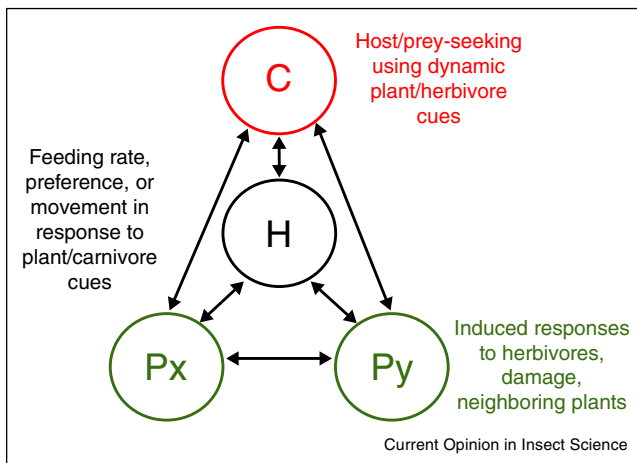 C
Host/prey-seeking
using dynamic
plant/herbivore
cues
Feeding rate,
preference, or
movement in
response to
plant/carnivore
cues
H
Px
Py
Induced responses
to herbivores,
damage,
neighboring plants
Current Opinion in Insect Science